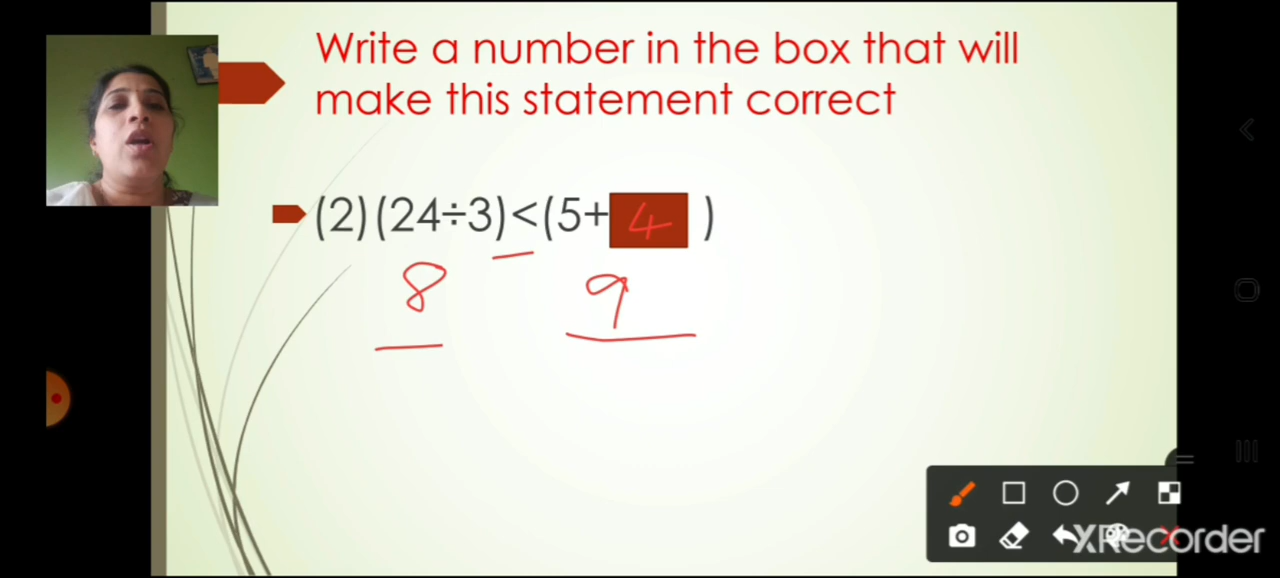 Write a number in the box that will
make this statement correct
(2)(24÷3)<(5+ 4 )
8 9
XRecorder